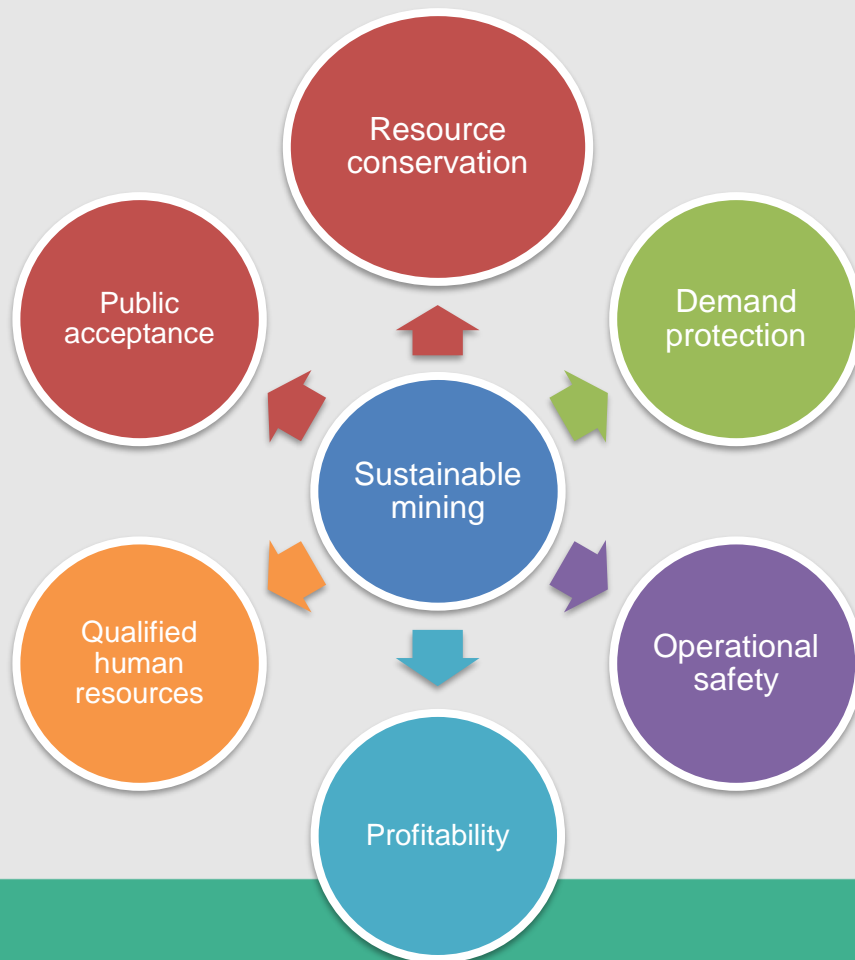 Resource
conservation
Public
acceptance
Demand
protection
Sustainable
mining
Qualified
human
resources
Operational
safety
Profitability